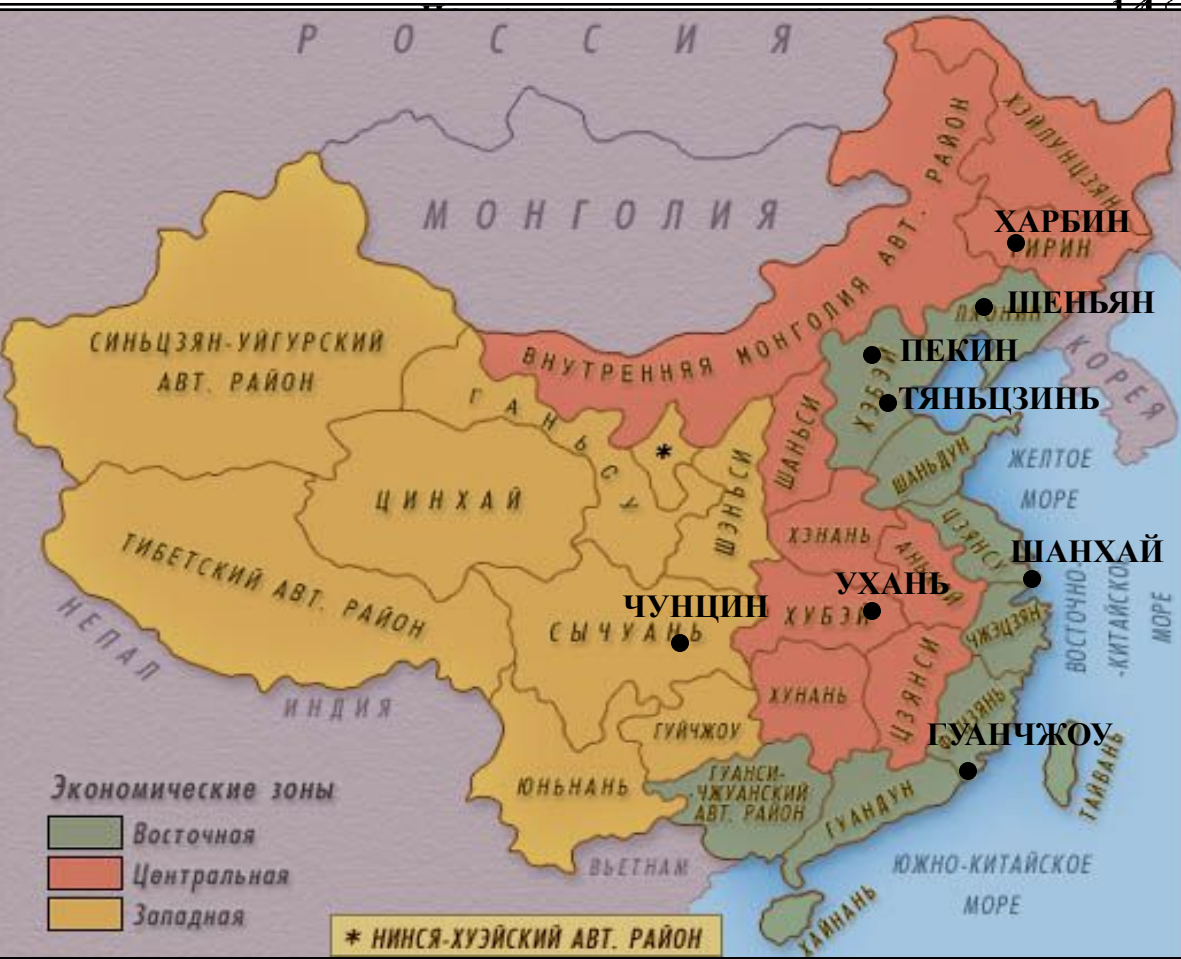 РОССИЯ
МОНГОЛИЯ
ВНУТРЕННЯЯ МОНГОЛИЯ АВТ. РАЙОН
ХЭЙЛУНЦЗЯН
ХАРБИН
ГИРИН
ШЕНЬЯН
ЛЯОНИН
ПЕКИН
ХЭБЭЙ
ТЯНЬЦЗИНЬ
КОРЕЯ
СИНЬЦЗЯН-УЙГУРСКИЙ
АВТ. РАЙОН
ГАНЬСУ
*
ШЭНЬСИ
ШАНЬСИ
ШАНЬДУН
ЖЕЛТОЕ
МОРЕ
ЦИНХАЙ
ТИБЕТСКИЙ АВТ. РАЙОН
ХЭНАНЬ
АНЬХОЙ
ЦЗЯНСУ
ШАНХАЙ
УХАНЬ
ХУБЭЙ
ЧУНЦИН
СЫЧУАНЬ
ЧЖЭЦЗЯН
ВОСТОЧНО-
-КИТАЙСКОЕ
МОРЕ
НЕПАЛ
ИНДИЯ
ХУНАНЬ
ЦЗЯНСИ
ФУЦЗЯНЬ
ГУЙЧЖОУ
ГУАНЧЖОУ
ТАЙВАНЬ
ЮНЬНАНЬ
ГУАНСИ-
-ЧЖУАНСКИЙ
АВТ. РАЙОН
ГУАНДУН
ВЬЕТНАМ
ЮЖНО-КИТАЙСКОЕ
МОРЕ
ХАЙНАНЬ
Экономические зоны
Восточная
Центральная
Западная
* НИНСЯ-ХУЭЙСКИЙ АВТ. РАЙОН